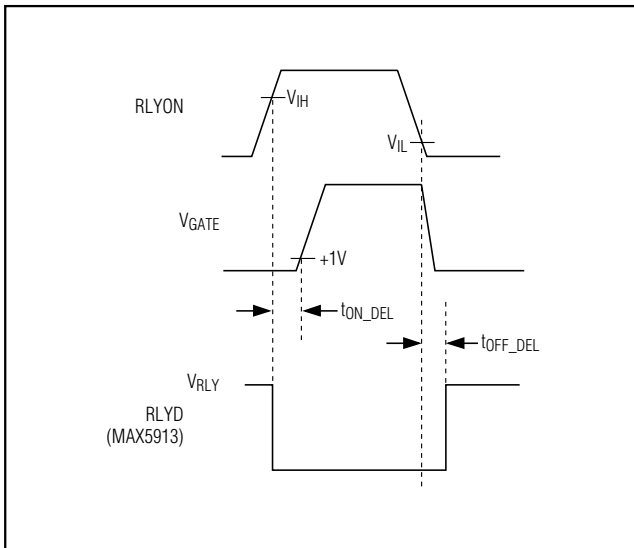 RLYON
VIH
VIL
VGATE
+1V
tON_DEL
tOFF_DEL
VRLY
RLYD
(MAX5913)